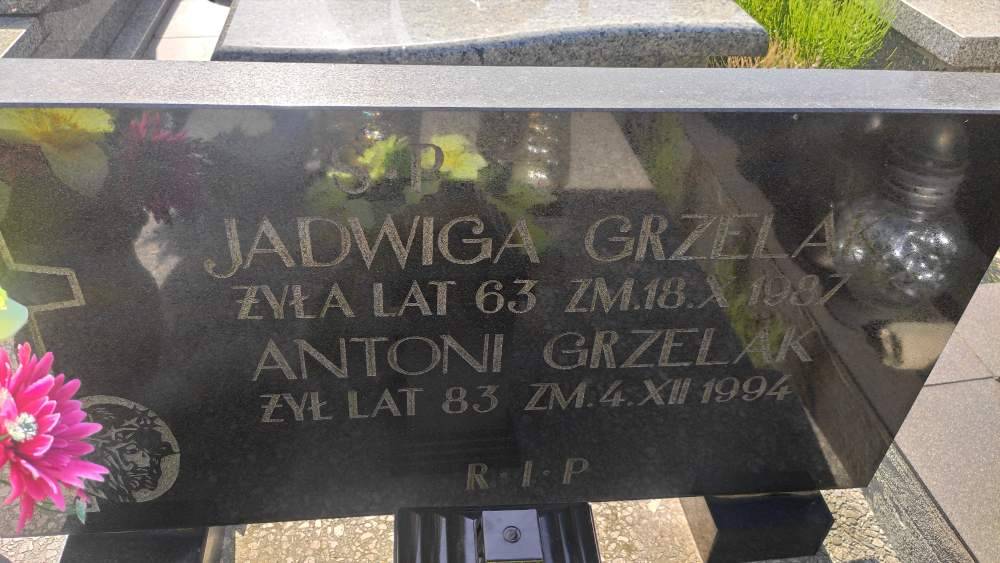 Ś·P
JADWIGA GRZELAK
ŻYŁA LAT 63 ZM.18.X 1987
ANTONI GRZELAK
ŻYŁ LAT 83 ZM.4.XII 1994
R·I·P